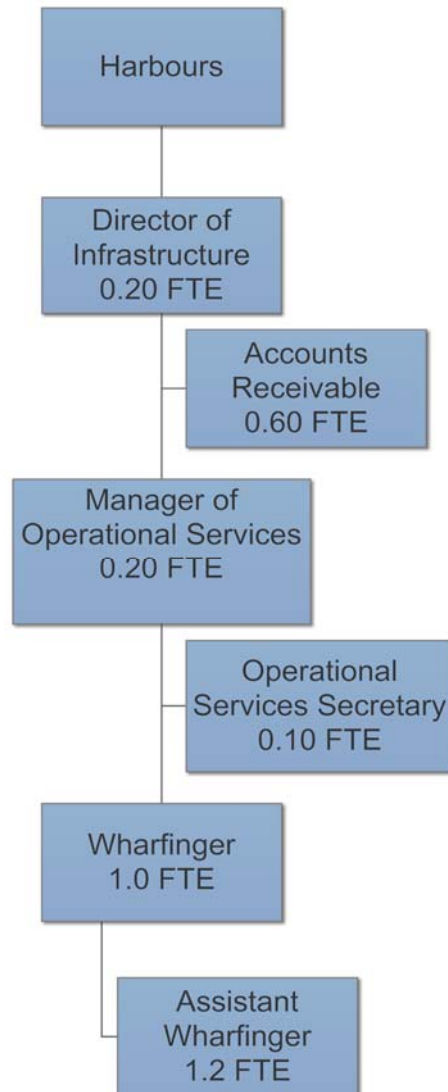 Harbours
Director of
Infrastructure
0.20 FTE
Accounts
Receivable
0.60 FTE
Manager of
Operational Services
0.20 FTE
Operational
Services Secretary
0.10 FTE
Wharfinger
1.0 FTE
Assistant
Wharfinger
1.2 FTE